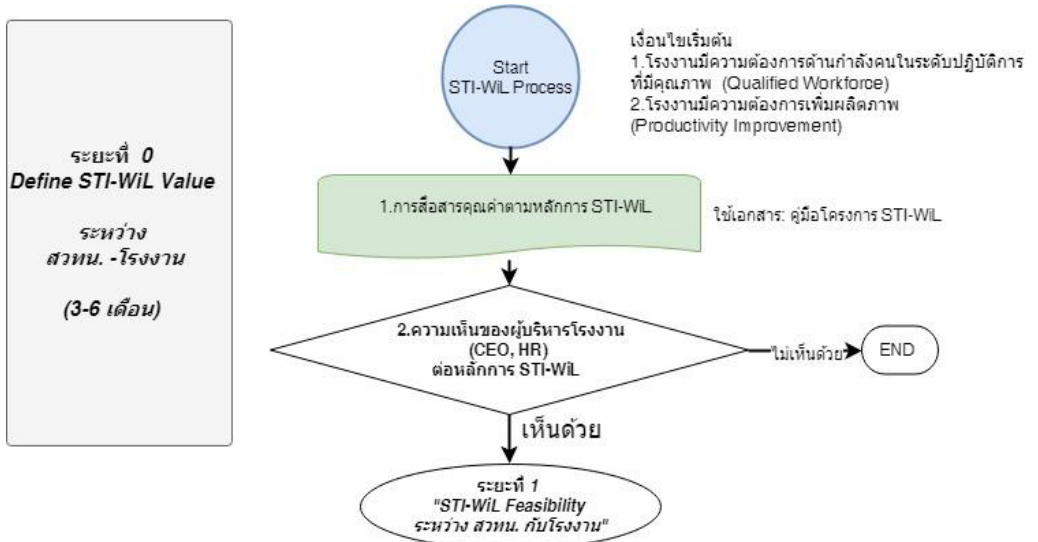 ระยะที่ 0
Define STI-WiL Value
ระหว่าง
สวทน. -โรงงาน
(3-6 เดือน)
Start
STI-WiL Process
เงื่อนไขเริ่มต้น
1.โรงงานมีความต้องการด้านกำลังคนในระดับปฏิบัติการ
ที่มีคุณภาพ (Qualified Workforce)
2.โรงงานมีความต้องการเพิ่มผลิตภาพ
(Productivity Improvement)
1.การสื่อสารคุณค่าตามหลักการ STI-WiL
ใช้เอกสาร: คู่มือโครงการ STI-WiL
2.ความเห็นของผู้บริหารโรงงาน
(CEO, HR)
ต่อหลักการ STI-WiL
ไม่เห็นด้วย
END
เห็นด้วย
ระยะที่ 1
"STI-WiL Feasibility
ระหว่าง สวทน. กับโรงงาน"